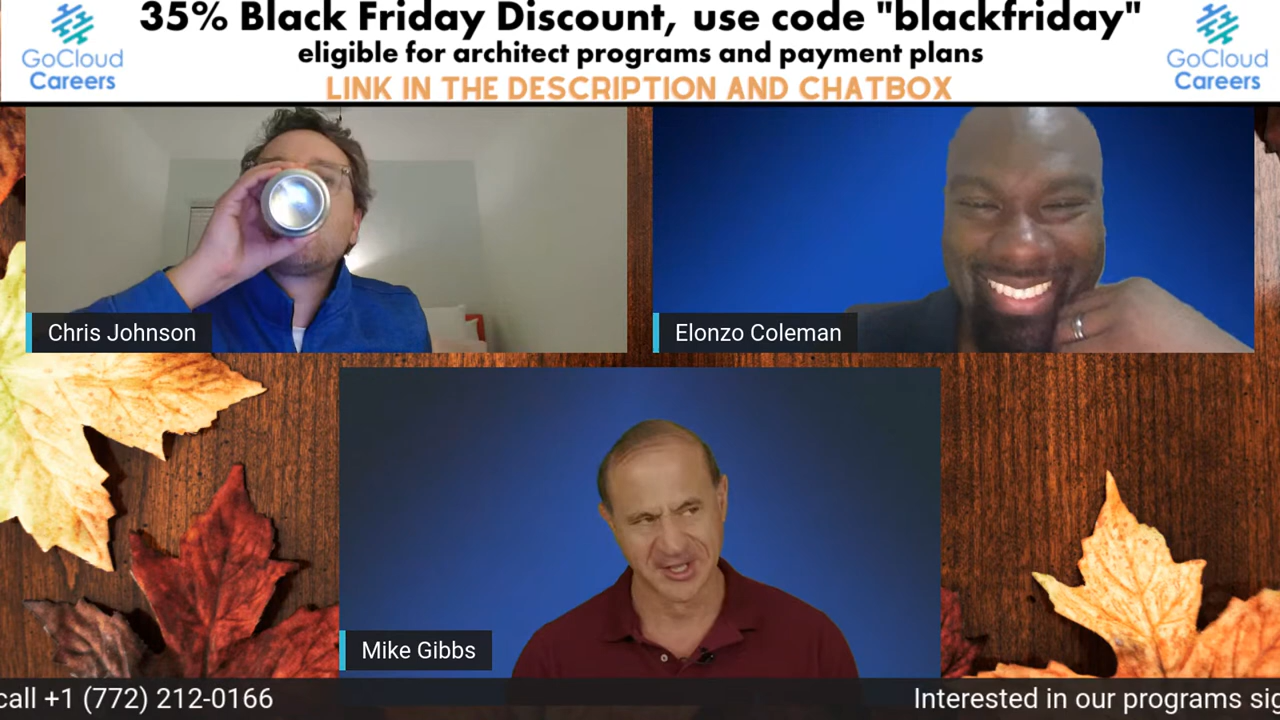 35% Black Friday Discount, use code "blackfriday"
eligible for architect programs and payment plans
LINK IN THE DESCRIPTION AND CHATBOX
GoCloud
Careers
GoCloud
Careers
Chris Johnson
Elonzo Coleman
Mike Gibbs
call +1 (772) 212-0166
Interested in our programs sig